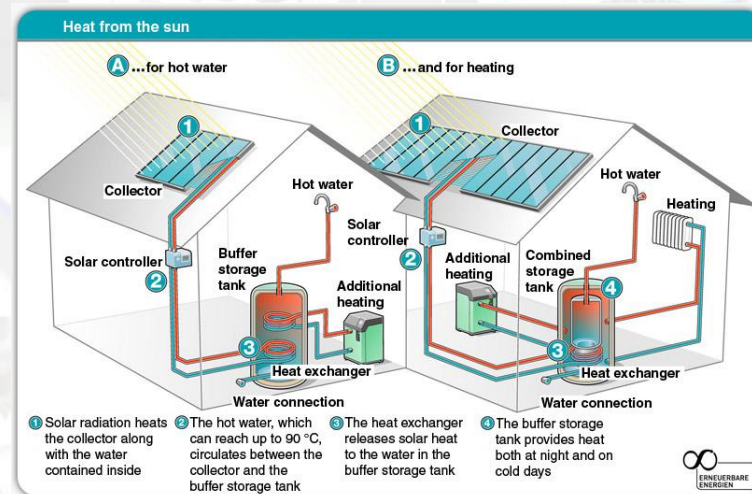 Heat from the sun
A ...for hot water
1
Collector
Hot water
Solar controller
2
Buffer
storage
tank
Additional
heating
3
Heat exchanger
Water connection
B ...and for heating
1
Collector
Hot water
Heating
Solar
controller
2
Additional
heating
Combined
storage
tank
4
3
Heat exchanger
Water connection
1 Solar radiation heats
the collector along
with the water
contained inside
2 The hot water, which
can reach up to 90 °C,
circulates between the
collector and the
buffer storage tank
3 The heat exchanger
releases solar heat
to the water in the
buffer storage tank
4 The buffer storage
tank provides heat
both at night and on
cold days
ERNEUERBARE
ENERGIEN